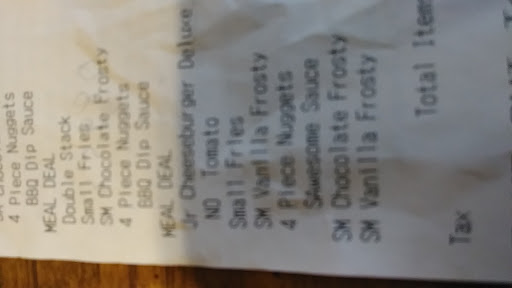 4 Piece Nuggets
BBQ Dip Sauce
MEAL DEAL
Double Stack
Small Fries
SM Chocolate Frosty
4 Piece Nuggets
BBQ Dip Sauce
MEAL DEAL
Jr Cheeseburger Deluxe
NO Tomato
Small Fries
SM Vanilla Frosty
4 Piece Nuggets
Sawesome Sauce
SM Chocolate Frosty
SM Vanilla Frosty
Total Item
Tax